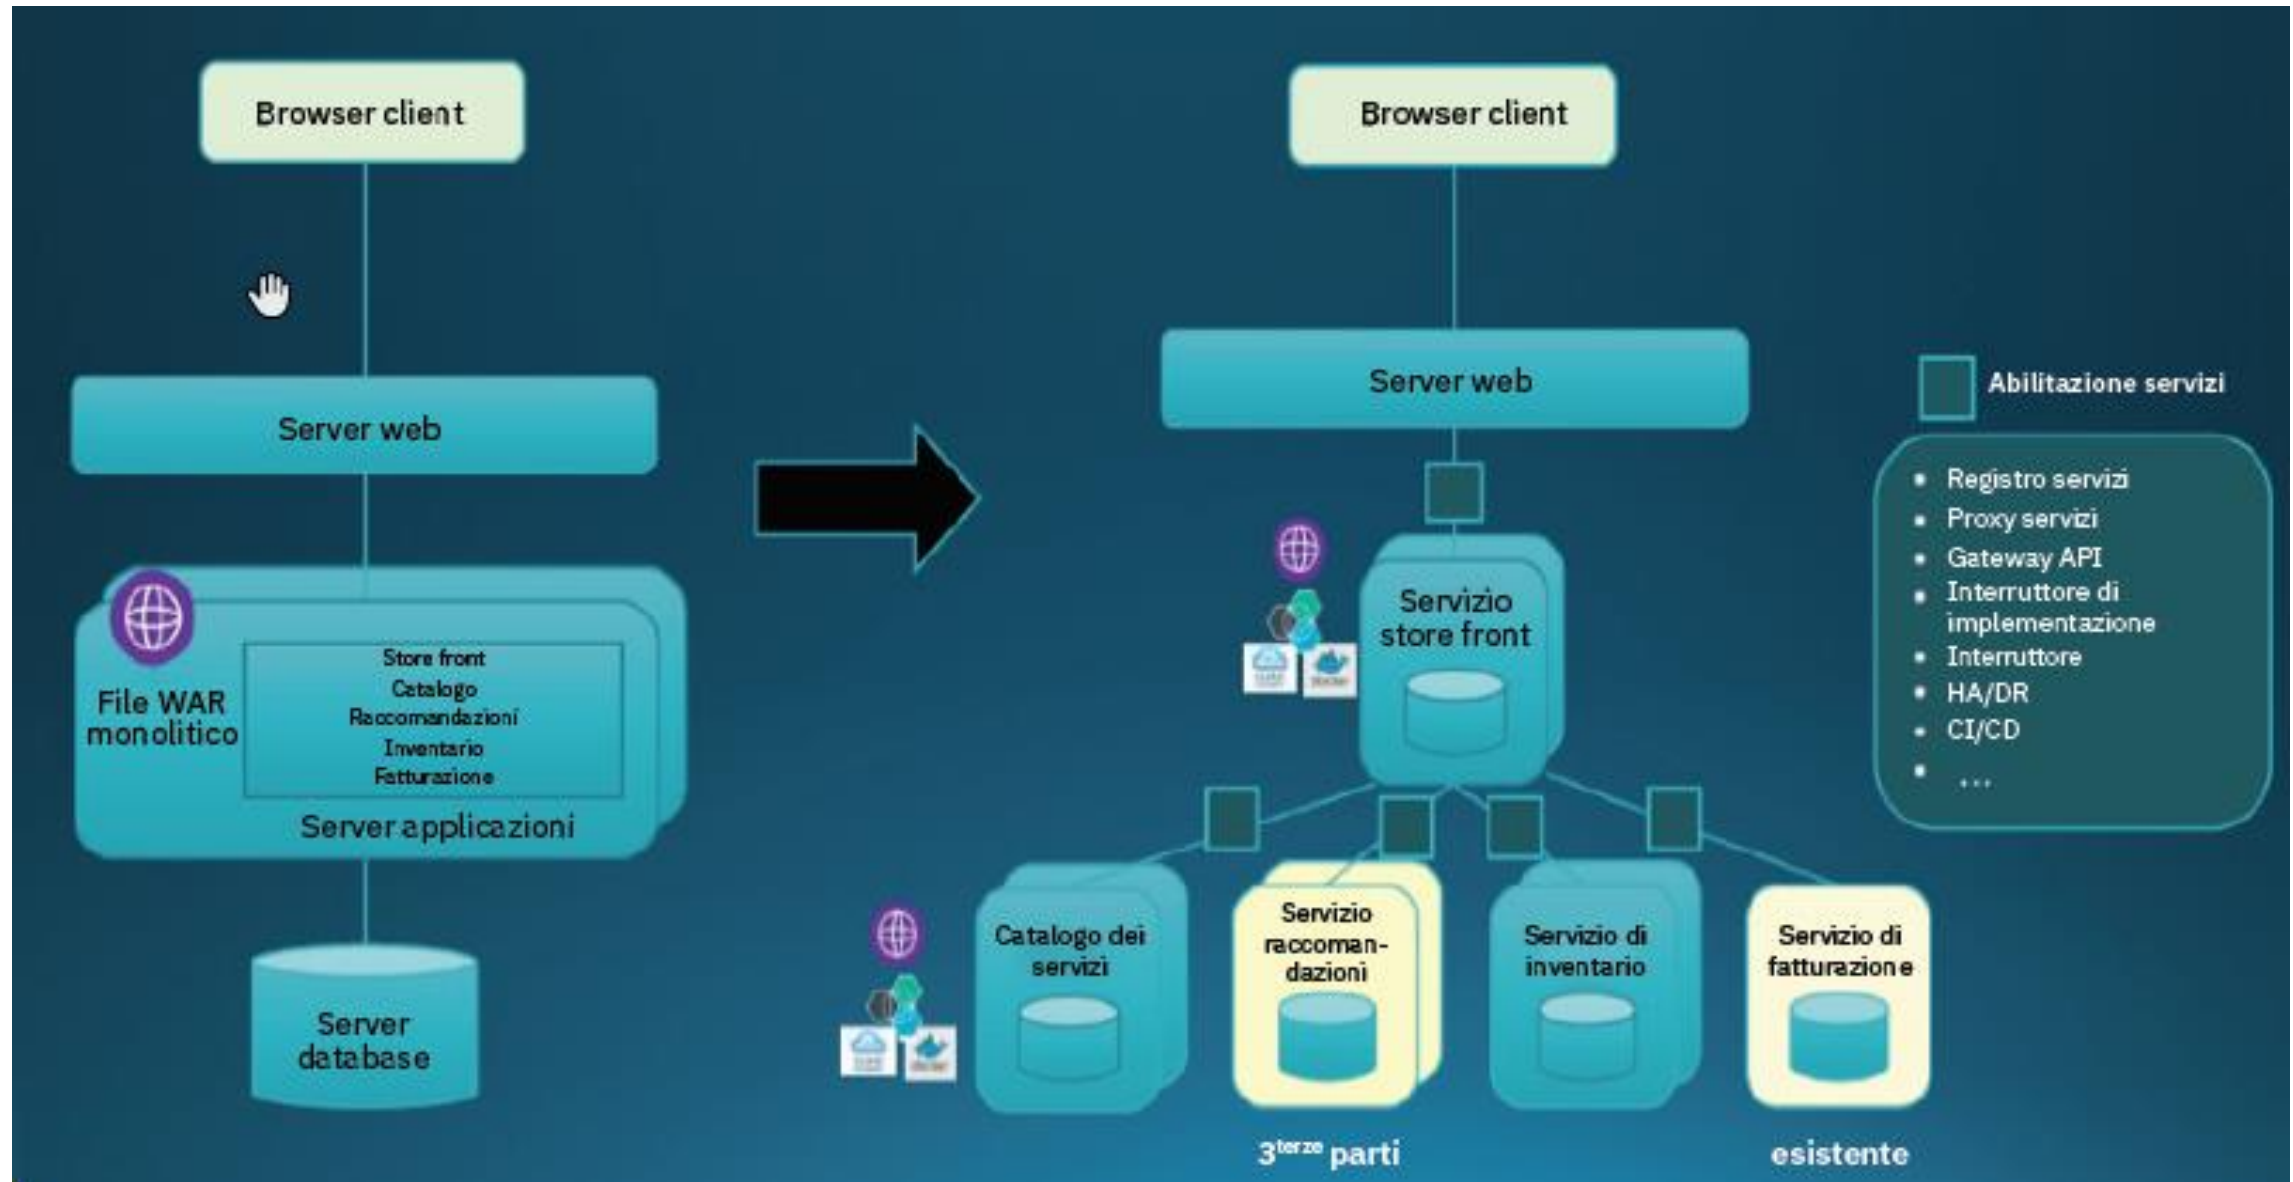 Browser client
Server web
File WAR
monolitico
Store front
Catalogo
Raccomandazioni
Inventario
Fatturazione
Server applicazioni
Server
database
Browser client
Server web
Servizio
store front
Catalogo dei
servizi
Servizio
raccoman-
dazioni
Servizio di
inventario
Servizio di
fatturazione
3terze parti
esistente
Abilitazione servizi
• Registro servizi
• Proxy servizi
• Gateway API
• Interruttore di
implementazione
• Interruttore
• HA/DR
• CI/CD
• ...